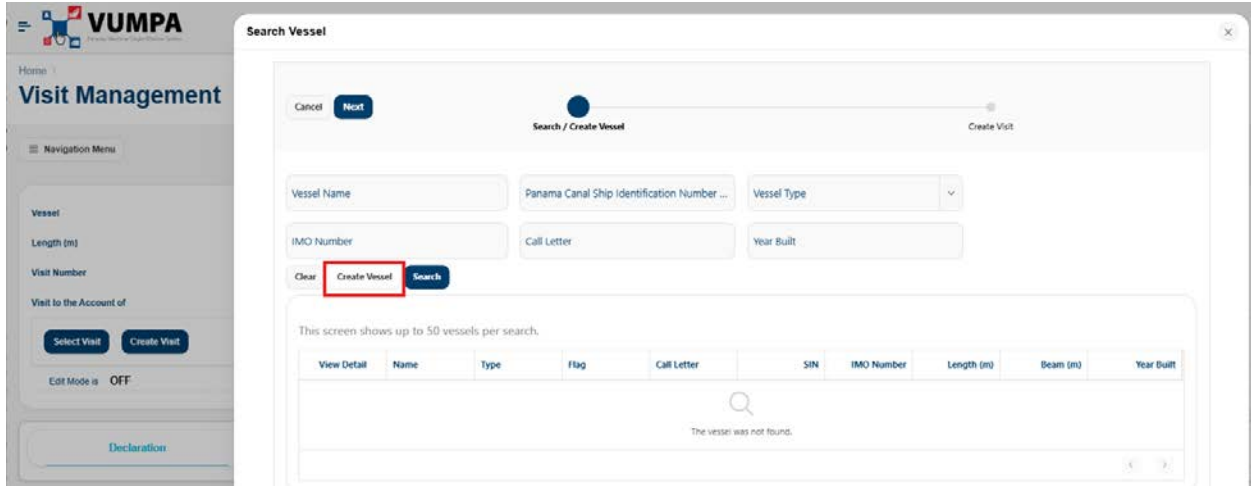 VUMPA
Search Vessel
Home
Visit Management
Cancel
Next
Search / Create Vessel
Create Visit
Navigation Menu
Vessel Name
Panama Canal Ship Identification Number ...
Vessel Type
Vessel
Length (m)
IMO Number
Call Letter
Year Built
Visit Number
Clear
Create Vessel
Search
Visit to the Account of
This screen shows up to 50 vessels per search.
Select Visit
Create Visit
View Detail Name Type Flag Call Letter SIN IMO Number Length (m) Beam (m) Year Built
Edit Mode is OFF
The vessel was not found.
Declaration